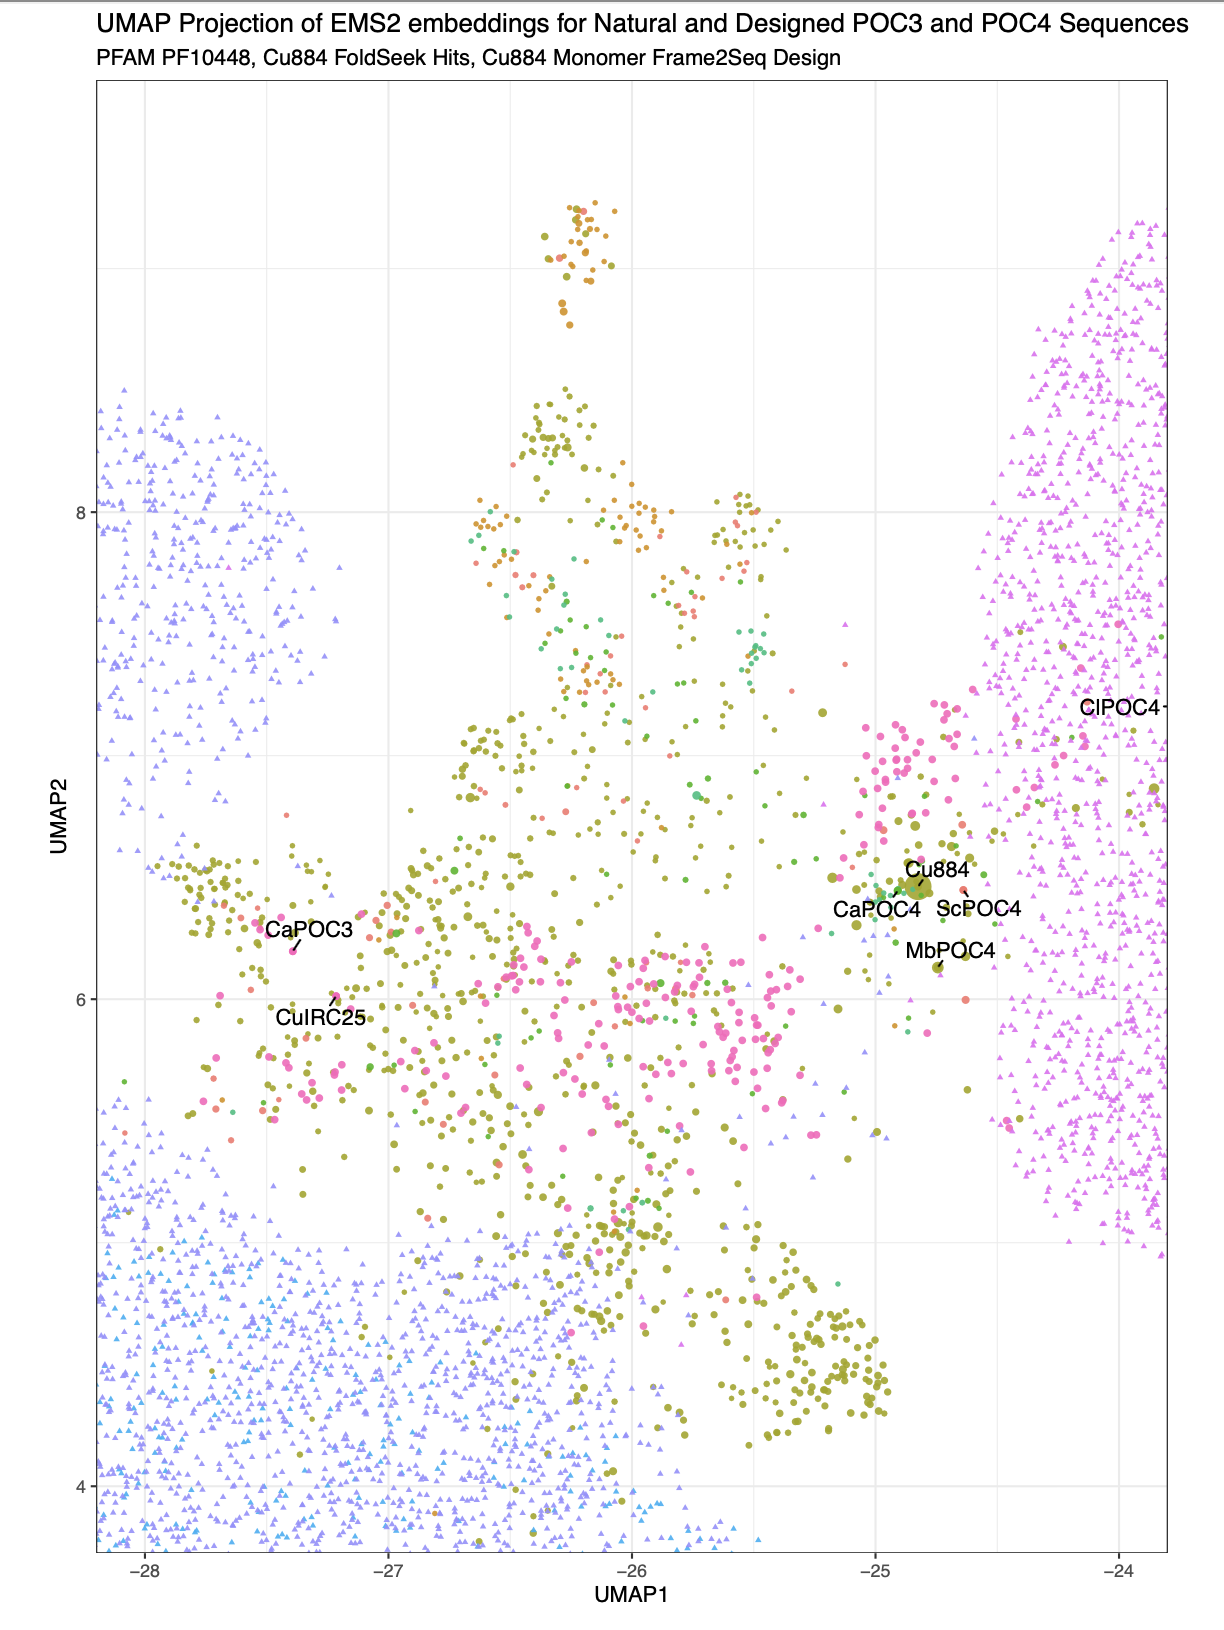 UMAP Projection of EMS2 embeddings for Natural and Designed POC3 and POC4 Sequences
PFAM PF10448, Cu884 FoldSeek Hits, Cu884 Monomer Frame2Seq Design
8
ClPOC4
UMAP2
Cu884
CaPOC4 ScPOC4
CaPOC3
MbPOC4
6
CuIRC25
4
−28 −27 −26 −25 −24
UMAP1